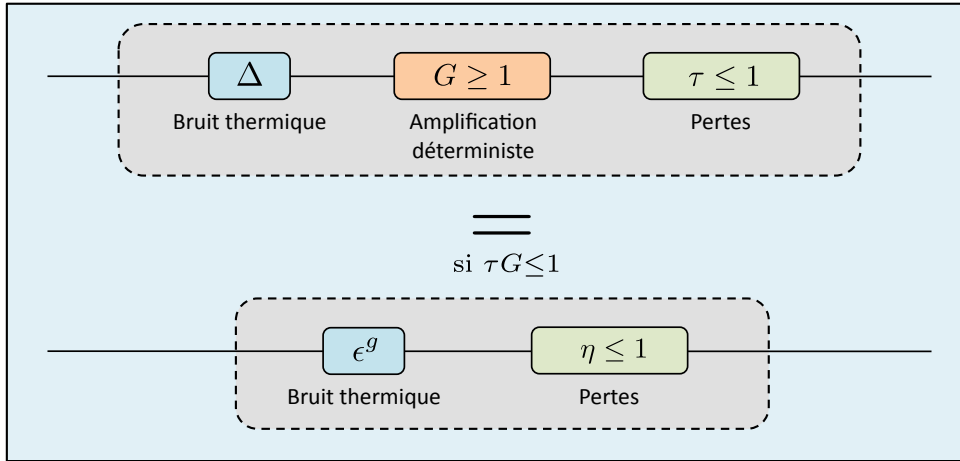 Δ
G ≥ 1
τ ≤ 1
Bruit thermique
Amplification
déterministe
Pertes
=
si τG≤1
ϵ^g
η ≤ 1
Bruit thermique
Pertes